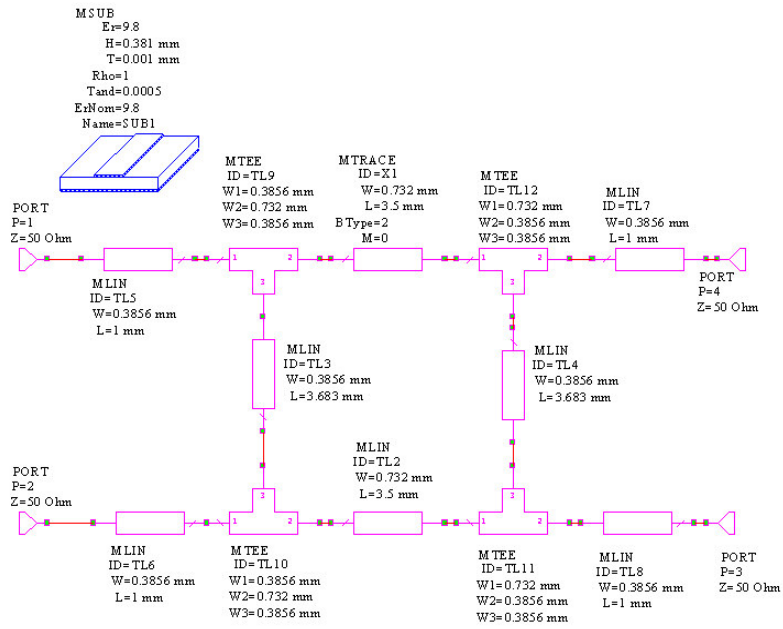 MSUB
Er=9.8
H=0.381 mm
T=0.001 mm
Rho=1
Tand=0.0005
ErNom=9.8
Name=SUB1
MTEE
ID=TL9
W1=0.3856 mm
W2=0.732 mm
W3=0.3856 mm
MTRACE
ID=X1
W=0.732 mm
L=3.5 mm
BType=2
M=0
MTEE
ID=TL12
W1=0.732 mm
W2=0.3856 mm
W3=0.3856 mm
MLIN
ID=TL7
W=0.3856 mm
L=1 mm
PORT
P=1
Z=50 Ohm
1 2
3
1 2
3
MLIN
ID=TL5
W=0.3856 mm
L=1 mm
PORT
P=4
Z=50 Ohm
MLIN
ID=TL3
W=0.3856 mm
L=3.683 mm
MLIN
ID=TL4
W=0.3856 mm
L=3.683 mm
MLIN
ID=TL2
W=0.732 mm
L=3.5 mm
PORT
P=2
Z=50 Ohm
3
1 2
3
1 2
MLIN
ID=TL6
W=0.3856 mm
L=1 mm
MTEE
ID=TL10
W1=0.3856 mm
W2=0.732 mm
W3=0.3856 mm
MTEE
ID=TL11
W1=0.732 mm
W2=0.3856 mm
W3=0.3856 mm
MLIN
ID=TL8
W=0.3856 mm
L=1 mm
PORT
P=3
Z=50 Ohm